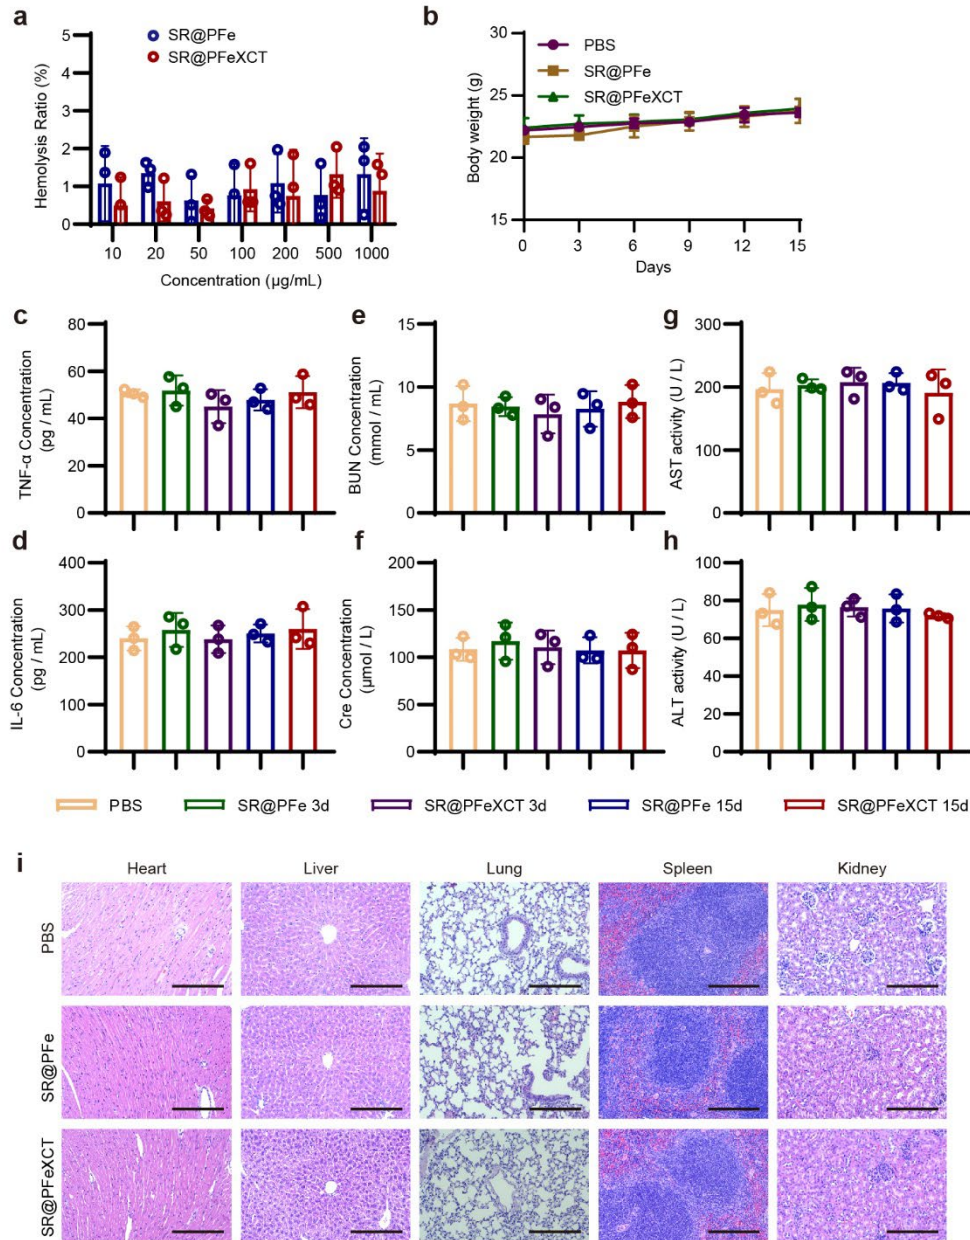 a
SR@PFe
SR@PFeXCT
Hemolysis Ratio (%)
5
4
3
2
1
0
10 20 50 100 200 500 1000
Concentration (μg/mL)
b
PBS
SR@PFe
SR@PFeXCT
Body weight (g)
30
25
20
15
0 3 6 9 12 15
Days
c
TNF-α Concentration
(pg / mL)
80
60
40
20
0
e
BUN Concentration
(mmol / mL)
15
10
5
0
g
AST activity (U / L)
300
200
100
0
d
IL-6 Concentration
(pg / mL)
400
300
200
100
0
f
Cre Concentration
(μmol / L)
200
150
100
50
0
h
ALT activity (U / L)
100
80
60
40
20
0
PBS SR@PFe 3d SR@PFeXCT 3d SR@PFe 15d SR@PFeXCT 15d
i
Heart Liver Lung Spleen Kidney
PBS
SR@PFe
SR@PFeXCT